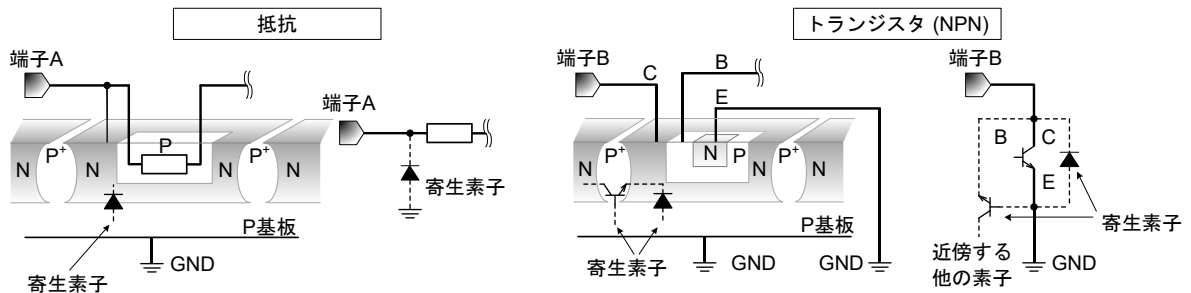 抵抗
端子A
N
P+
N
P
N
P+
N
P基板
GND
寄生素子
端子A
寄生素子
トランジスタ (NPN)
端子B
C
B
E
N
P+
N
N
P
P+
N
N
P基板
GND
GND
寄生素子
端子B
B
C
E
寄生素子
近傍する
他の素子
GND